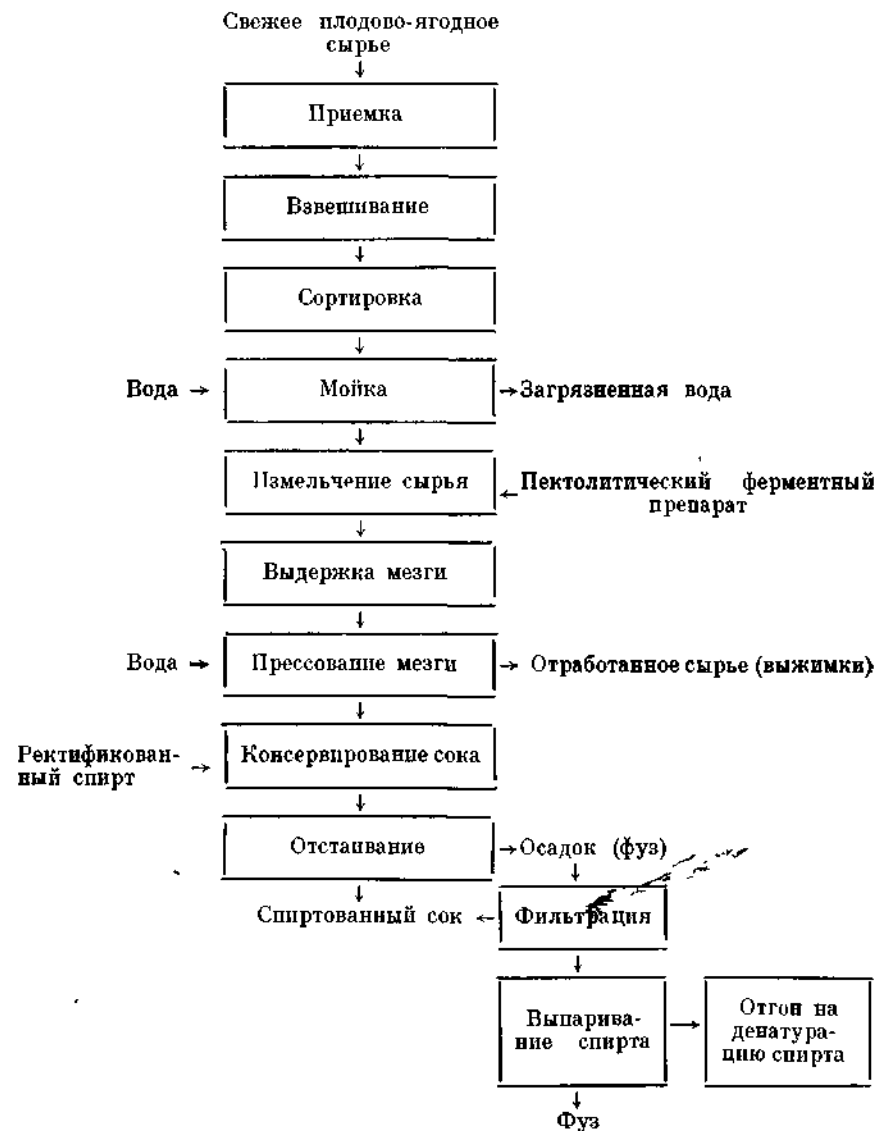 Свежее плодово-ягодное
сырье
Приемка
Взвешивание
Сортировка
Вода → Мойка → Загрязненная вода
Измельчение сырья ← Пектолитический ферментный
препарат
Выдержка мезги
Вода → Прессование мезги → Отработанное сырье (выжимки)
Ректификован-
ный спирт → Консервирование сока
Отстаивание → Осадок (фуз)
Спиртованный сок ← Фильтрация
Выпарива-
ние спирта
Отгон на
денатура-
цию спирта
Фуз